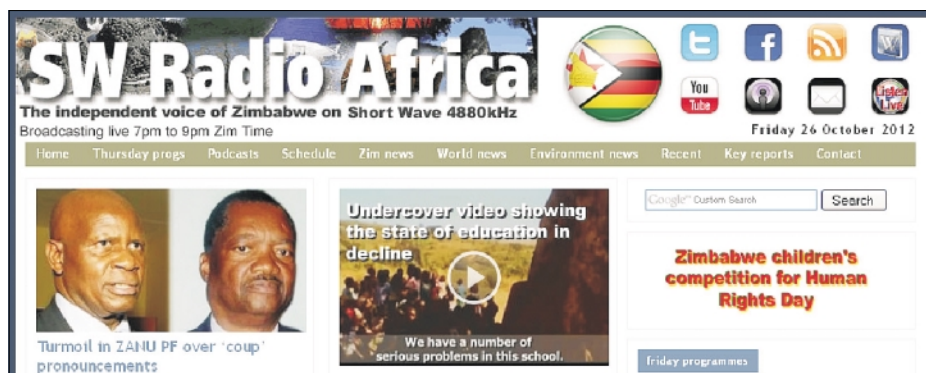 SW Radio Africa
The independent voice of Zimbabwe on Short Wave 4880kHz
Broadcasting live 7pm to 9pm Zim Time
You
Tube
Listen
Live
Friday 26 October 2012
Home Thursday progs Podcasts Schedule Zim news World news Environment news Recent Key reports Contact
Turmoil in ZANU PF over ‘coup’
pronouncements
Undercover video showing
the state of education in
decline
We have a number of
serious problems in this school.
Google™ Custom Search Search
Zimbabwe children's
competition for Human
Rights Day
friday programmes